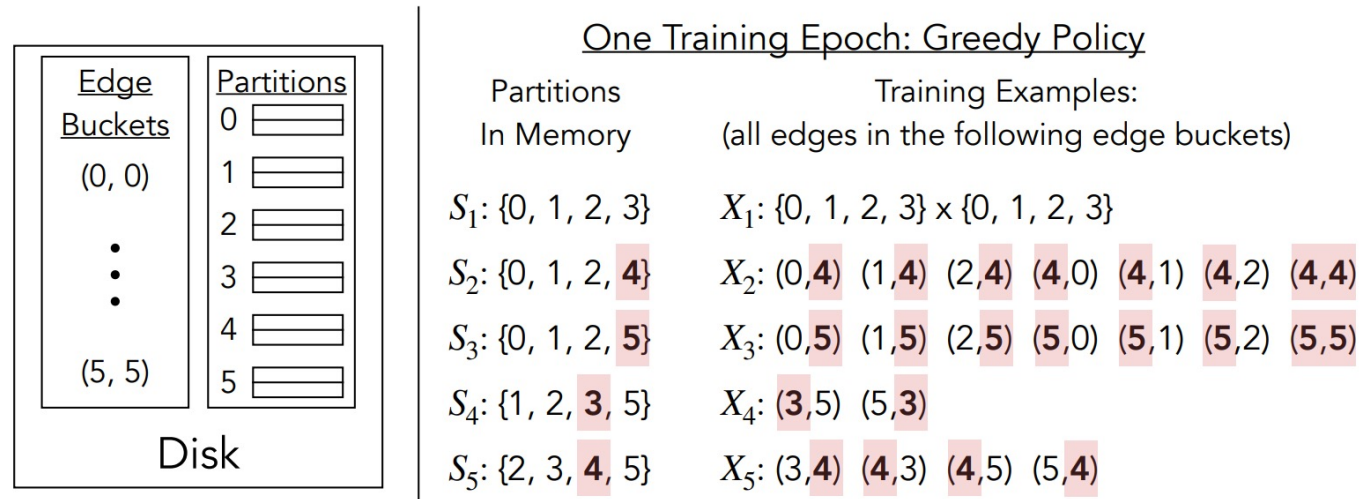 Edge
Buckets
(0, 0)
(5, 5)
Partitions
0
1
2
3
4
5
Disk
One Training Epoch: Greedy Policy
Partitions
In Memory
Training Examples:
(all edges in the following edge buckets)
S₁: {0, 1, 2, 3} X₁: {0, 1, 2, 3} x {0, 1, 2, 3}
S₂: {0, 1, 2, 4} X₂: (0,4) (1,4) (2,4) (4,0) (4,1) (4,2) (4,4)
S₃: {0, 1, 2, 5} X₃: (0,5) (1,5) (2,5) (5,0) (5,1) (5,2) (5,5)
S₄: {1, 2, 3, 5} X₄: (3,5) (5,3)
S₅: {2, 3, 4, 5} X₅: (3,4) (4,3) (4,5) (5,4)